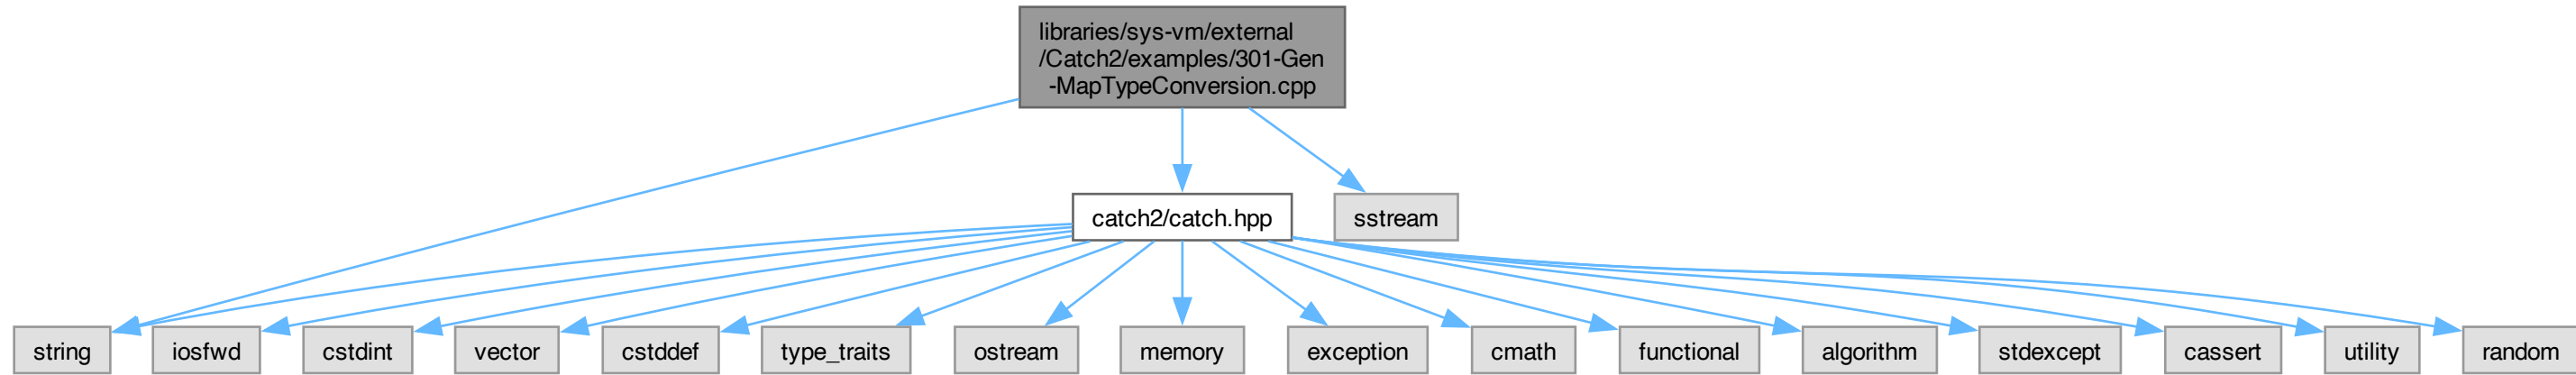 libraries/sys-vm/external
/Catch2/examples/301-Gen
-MapTypeConversion.cpp
catch2/catch.hpp
sstream
string
iosfwd
cstdint
vector
cstddef
type_traits
ostream
memory
exception
cmath
functional
algorithm
stdexcept
cassert
utility
random